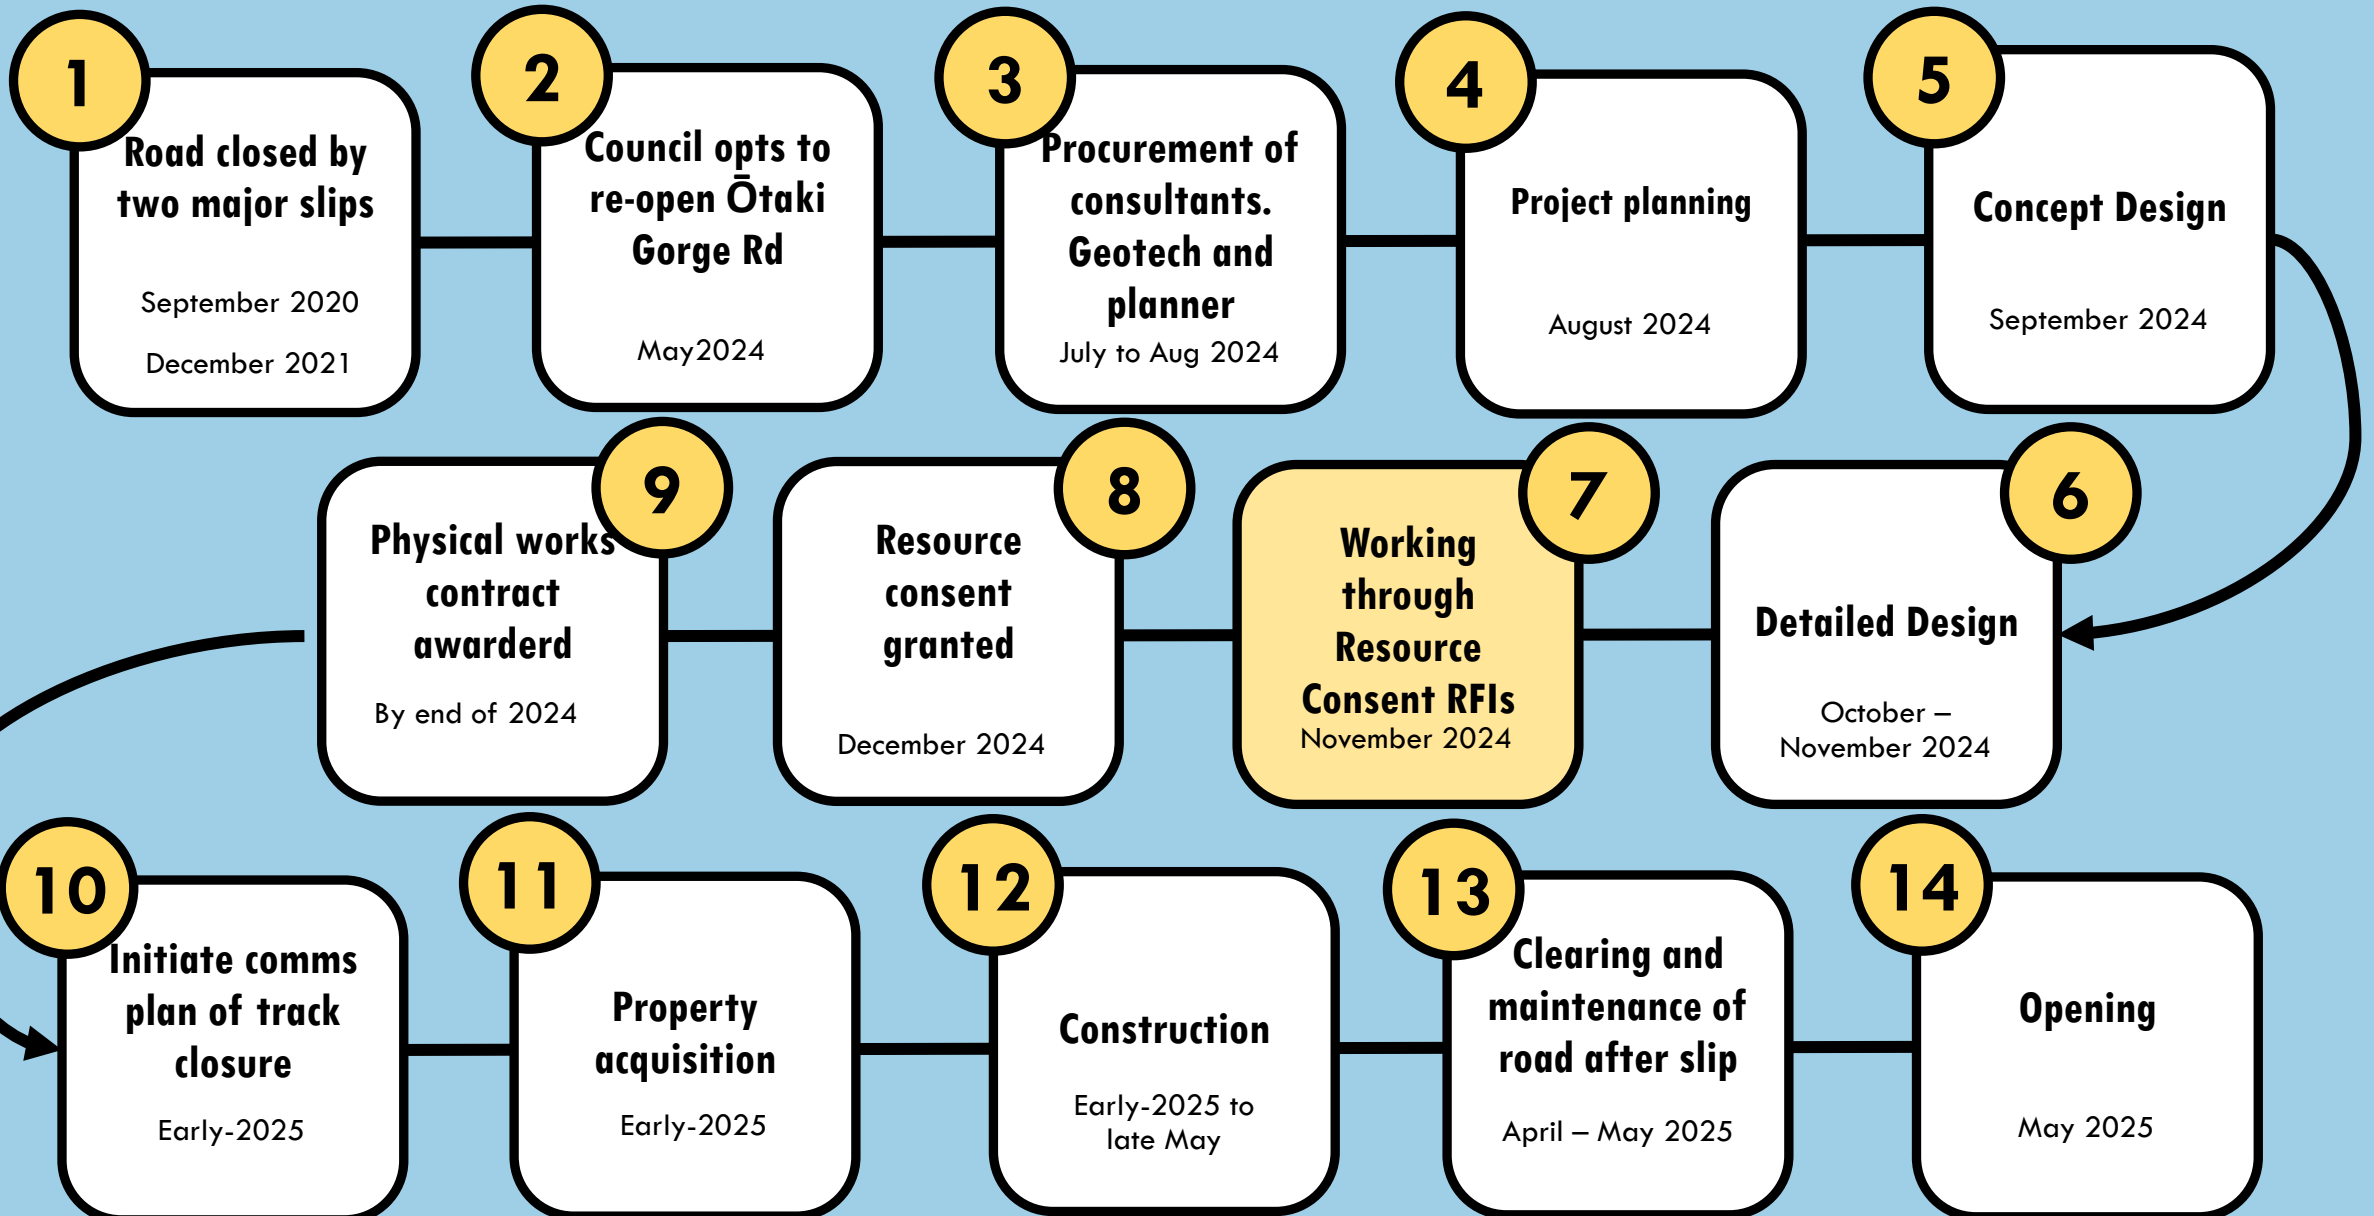 1
Road closed by
two major slips
September 2020
December 2021
2
Council opts to
re-open Ōtaki
Gorge Rd
May2024
3
Procurement of
consultants.
Geotech and
planner
July to Aug 2024
4
Project planning
August 2024
5
Concept Design
September 2024
6
Detailed Design
October –
November 2024
7
Working
through
Resource
Consent RFIs
November 2024
8
Resource
consent
granted
December 2024
9
Physical works
contract
awarderd
By end of 2024
10
Initiate comms
plan of track
closure
Early-2025
11
Property
acquisition
Early-2025
12
Construction
Early-2025 to
late May
13
Clearing and
maintenance of
road after slip
April – May 2025
14
Opening
May 2025